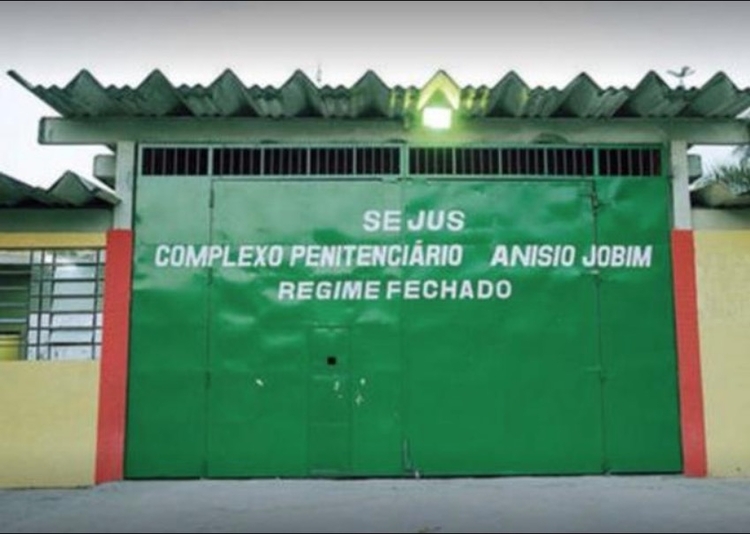 SEJUS
COMPLEXO PENITENCIÁRIO ANISIO JOBIM
REGIME FECHADO